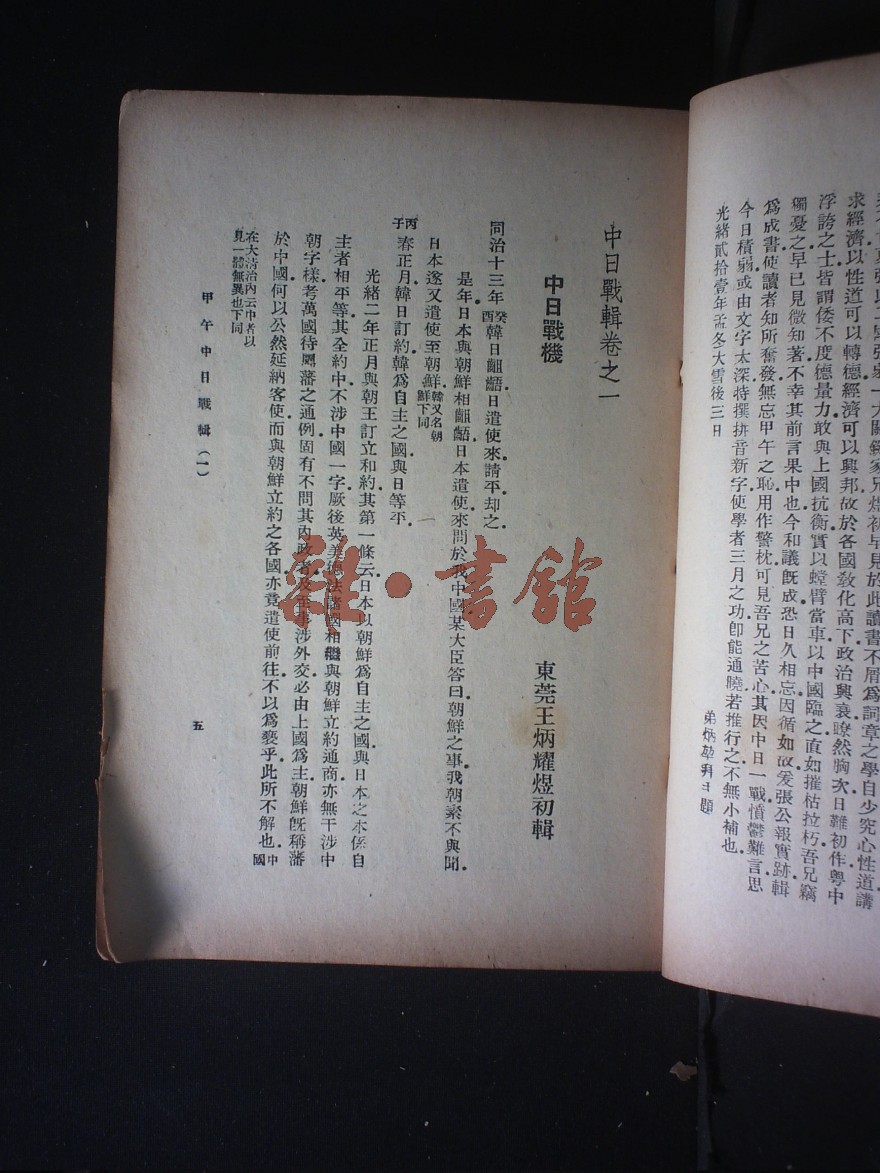 求經濟以性道可以轉德經濟可以興邦故於各國敎化高下政治興衰瞭然胸次日難初作粤中
浮誇之士皆謂倭不度德量力敢與上國抗衡實以螳臂當車以中國臨之直如摧枯拉朽吾兄竊
獨憂之早已見微知著不幸其前言果中也今和議旣成恐日久相忘因循如故爰張公報實跡輯
爲成書使讀者知所奮發無忘甲午之恥用作警枕可見吾兄之苦心其因中日一戰憤鬱難言思
今日積弱或由文字太深特撰拼音新字使學者三月之功卽能通曉若推行之不無小補也
光緒貳拾壹年孟冬大雪後三日
弟炳堃拜手題
中日戰輯卷之一
東莞王炳耀煜初輯
中日戰機
同治十三年癸酉韓日齟齬日遣使來請平却之
是年日本與朝鮮相齟齬日本遣使來問於我中國某大臣答曰朝鮮之事我朝素不與聞
日本遂又遣使至朝鮮韓又名朝鮮下同
丙子春正月韓日訂約韓爲自主之國與日等平
光緒二年正月與朝王訂立和約其第一條云日本以朝鮮爲自主之國與日本之本係自
主者相平等其全約中不涉中國一字厥後英美德法諸國相繼與朝鮮立約通商亦無干涉中
朝字樣考萬國待屬藩之通例固有不問其內政者及至事涉外交必由上國爲主朝鮮旣稱藩
於中國何以公然延納客使而與朝鮮立約之各國亦竟遣使前往不以爲褻乎此所不解也中國
在大清治內云中者以
見一體無異也下同
甲午中日戰輯(一)
五
雜·書館